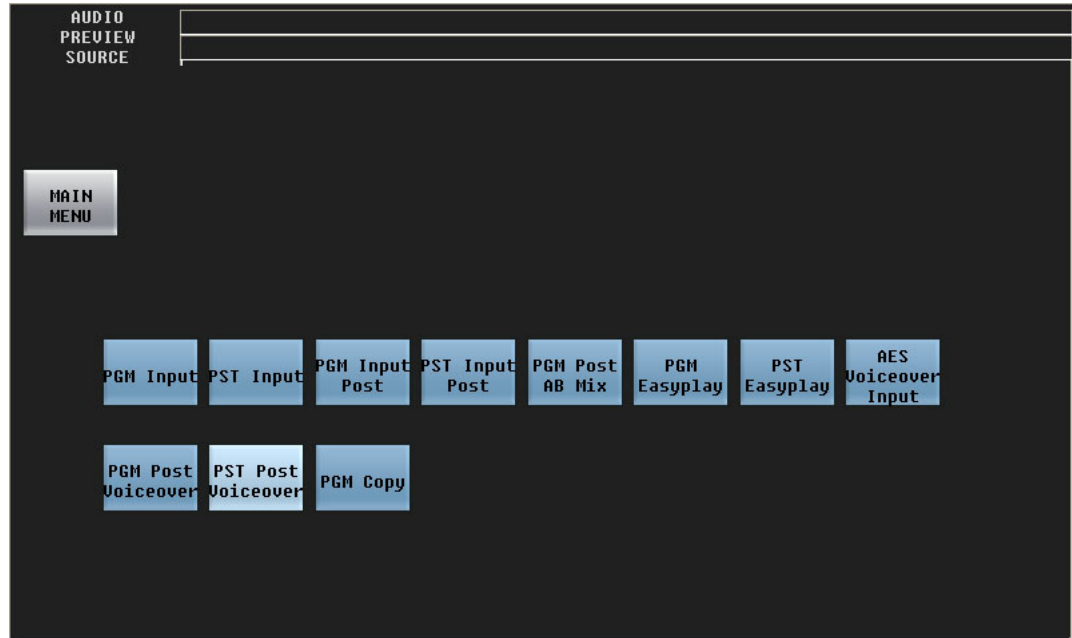 AUDIO
PREVIEW
SOURCE
MAIN
MENU
PGM Input
PST Input
PGM Input
Post
PST Input
Post
PGM Post
AB Mix
PGM
Easyplay
PST
Easyplay
AES
Voiceover
Input
PGM Post
Voiceover
PST Post
Voiceover
PGM Copy